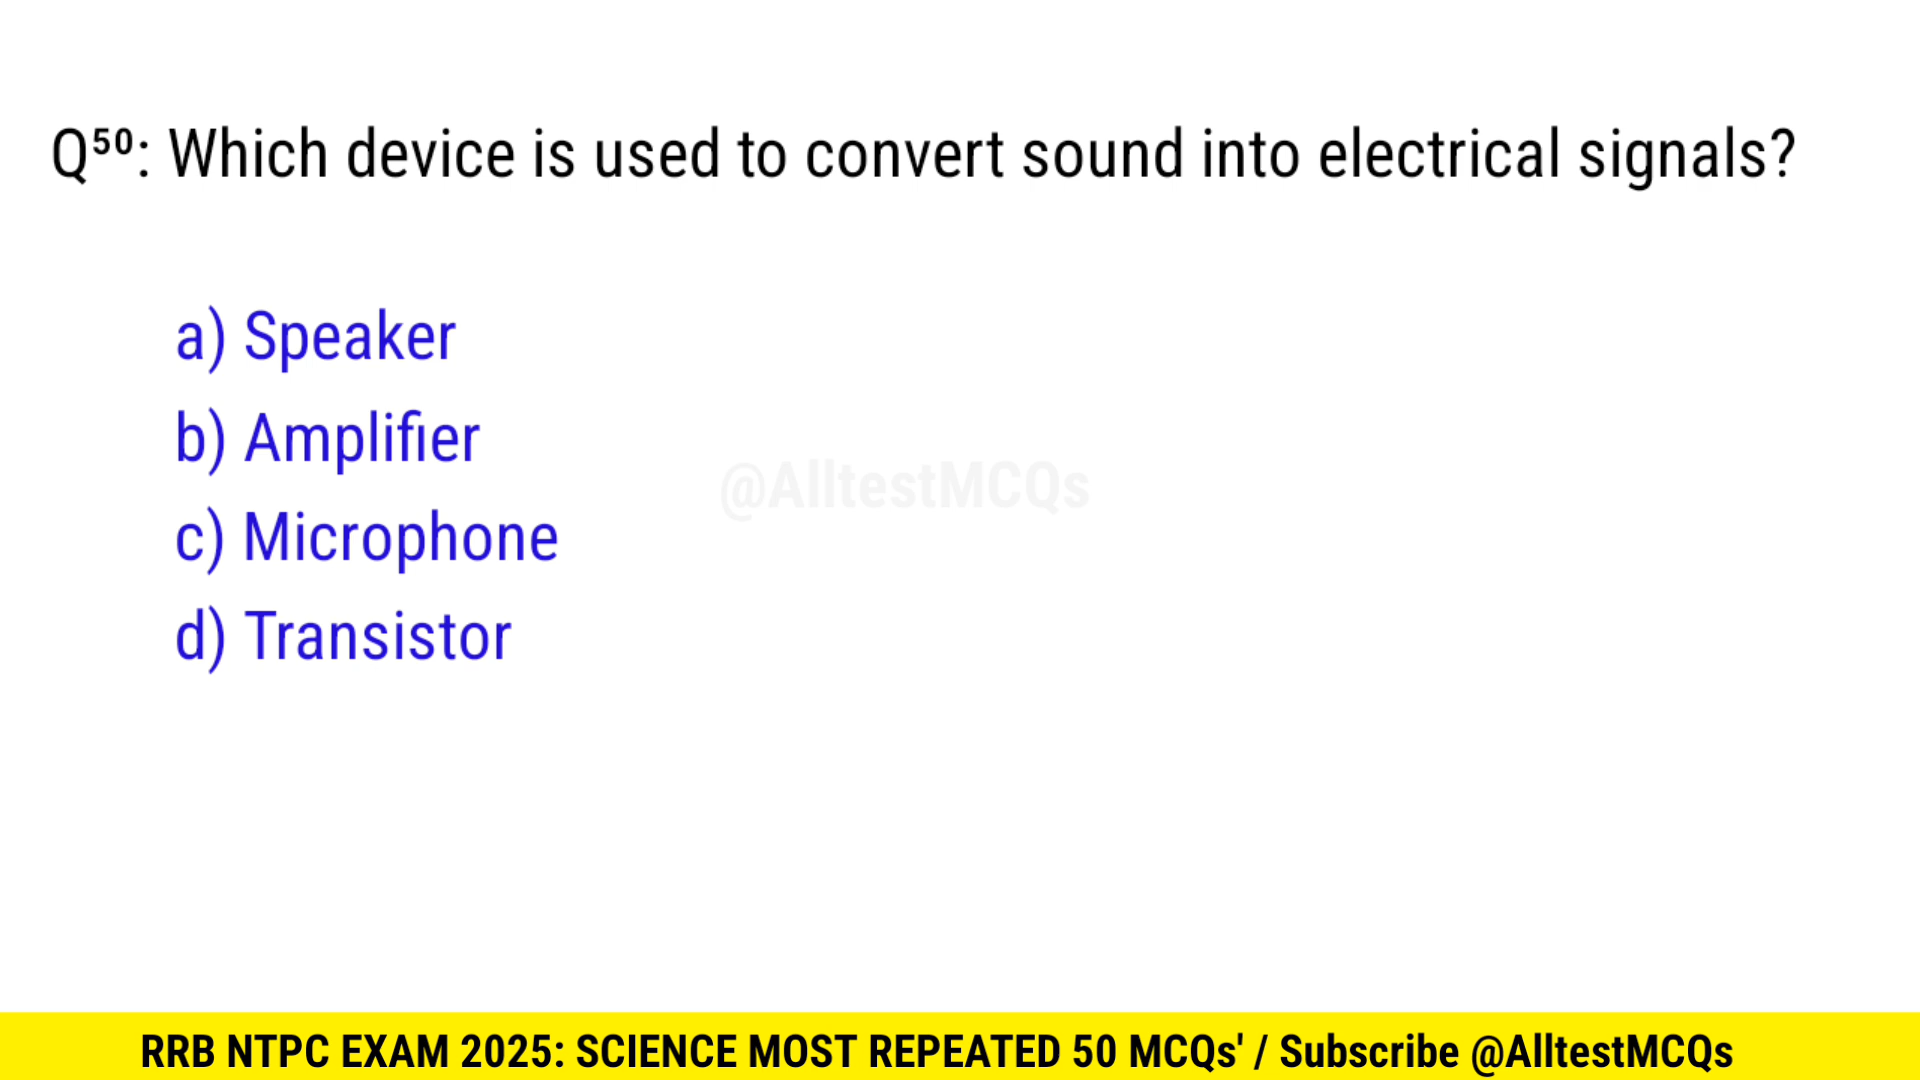 Q⁵⁰: Which device is used to convert sound into electrical signals?
a) Speaker
b) Amplifier
@AlltestMCQs
c) Microphone
d) Transistor
RRB NTPC EXAM 2025: SCIENCE MOST REPEATED 50 MCQs' / Subscribe @AlltestMCQs